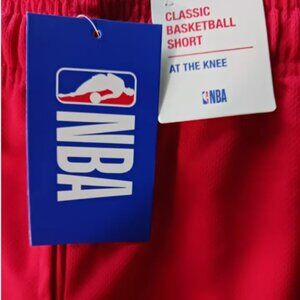 NBA
CLASSIC
BASKETBALL
SHORT
AT THE KNEE
NBA